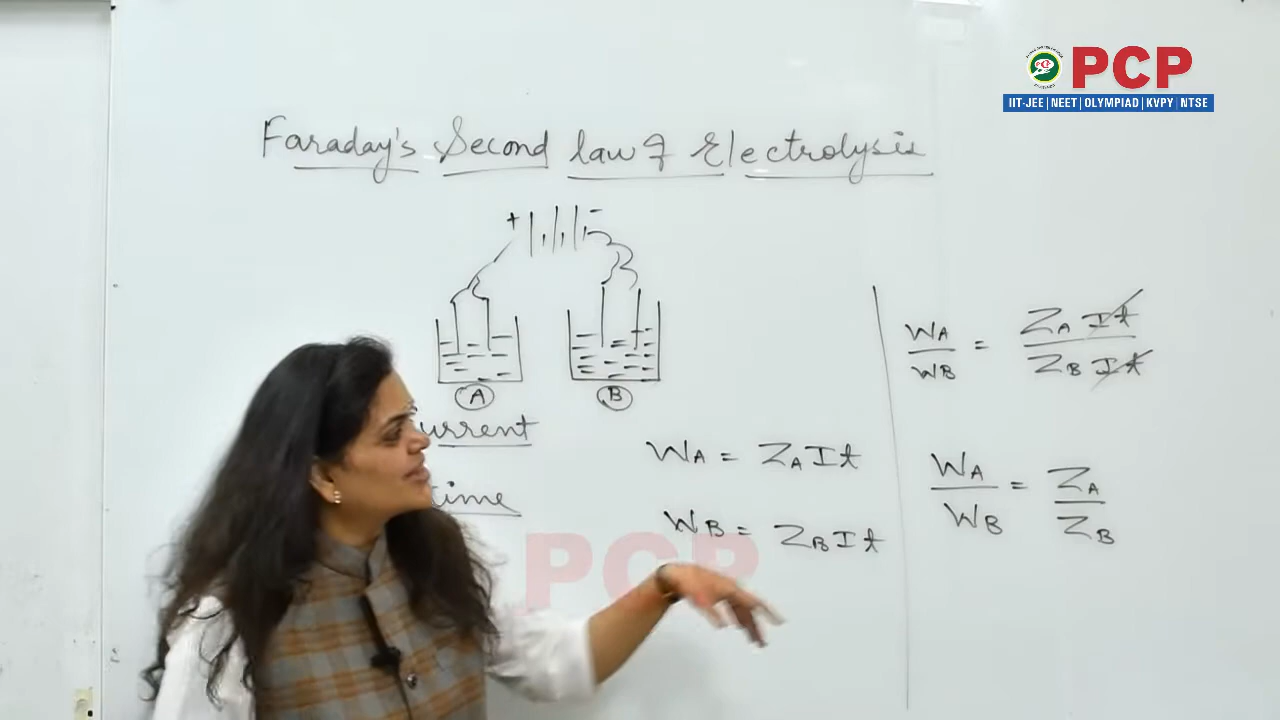 PCP
IIT-JEE | NEET | OLYMPIAD | KVPY | NTSE
Faraday's Second law of Electrolysis
+ -
A B
urrent
time
WA = ZA I t
WB = ZB I t
WA/WB = ZA I t/ZB I t
WA/WB = ZA/ZB
PCP